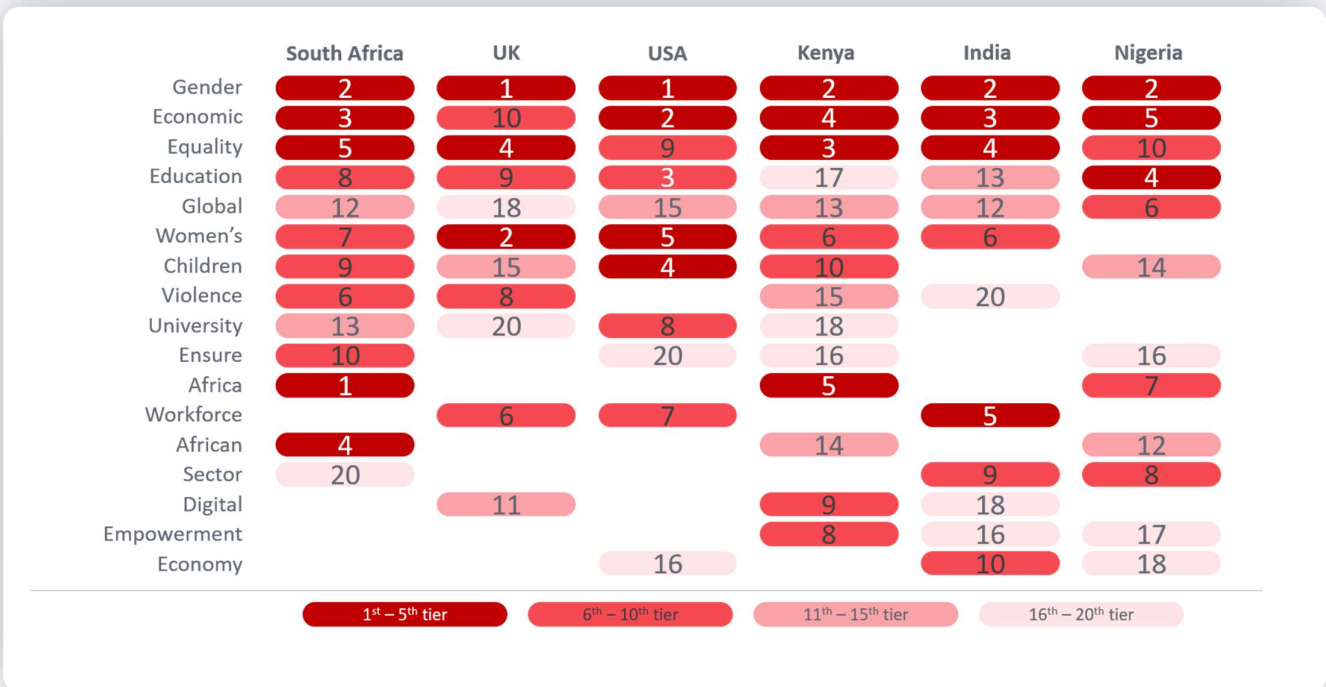 South Africa UK USA Kenya India Nigeria
Gender 2 1 1 2 2 2
Economic 3 10 2 4 3 5
Equality 5 4 9 3 4 10
Education 8 9 3 17 13 4
Global 12 18 15 13 12 6
Women’s 7 2 5 6 6
Children 9 15 4 10 14
Violence 6 8 15 20
University 13 20 8 18
Ensure 10 20 16 16
Africa 1 5 7
Workforce 6 7 5
African 4 14 12
Sector 20 9 8
Digital 11 9 18
Empowerment 8 16 17
Economy 16 10 18
1st – 5th tier 6th – 10th tier 11th – 15th tier 16th – 20th tier